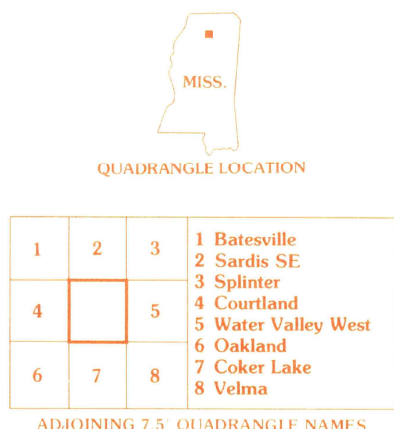 MISS.
QUADRANGLE LOCATION
1 2 3
4 5
6 7 8
1 Batesville
2 Sardis SE
3 Splinter
4 Courtland
5 Water Valley West
6 Oakland
7 Coker Lake
8 Velma
ADJOINING 7.5' QUADRANGLE NAMES